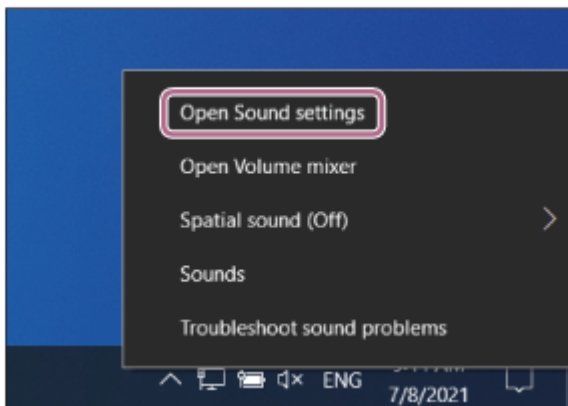 Open Sound settings
Open Volume mixer
Spatial sound (Off)
Sounds
Troubleshoot sound problems
ENG
7/8/2021